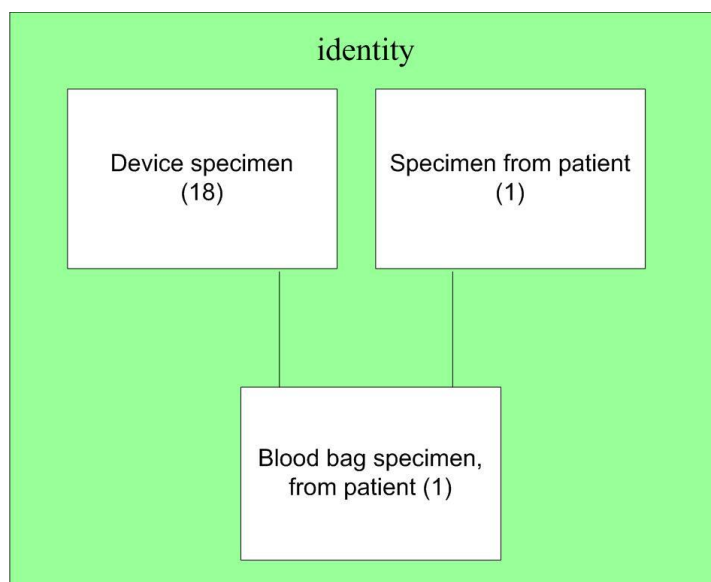 identity
Device specimen
(18)
Specimen from patient
(1)
Blood bag specimen,
from patient (1)